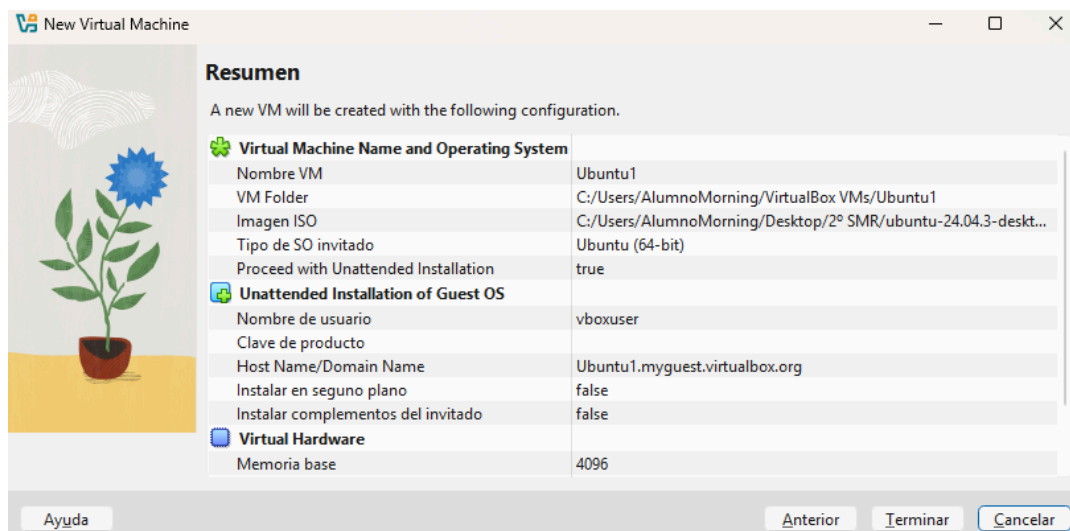 New Virtual Machine
Resumen
A new VM will be created with the following configuration.
Virtual Machine Name and Operating System
Nombre VM Ubuntu1
VM Folder C:/Users/AlumnoMorning/VirtualBox VMs/Ubuntu1
Imagen ISO C:/Users/AlumnoMorning/Desktop/2º SMR/ubuntu-24.04.3-deskt...
Tipo de SO invitado Ubuntu (64-bit)
Proceed with Unattended Installation true
Unattended Installation of Guest OS
Nombre de usuario vboxuser
Clave de producto
Host Name/Domain Name Ubuntu1.myguest.virtualbox.org
Instalar en seguno plano false
Instalar complementos del invitado false
Virtual Hardware
Memoria base 4096
Ayuda Anterior Terminar Cancelar